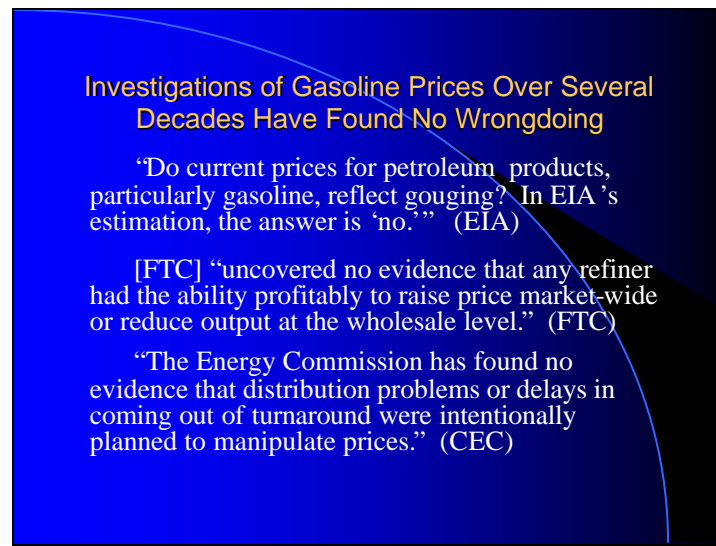 Investigations of Gasoline Prices Over Several
Decades Have Found No Wrongdoing
“Do current prices for petroleum products,
particularly gasoline, reflect gouging? In EIA’s
estimation, the answer is ‘no.’” (EIA)
[FTC] “uncovered no evidence that any refiner
had the ability profitably to raise price market-wide
or reduce output at the wholesale level.” (FTC)
“The Energy Commission has found no
evidence that distribution problems or delays in
coming out of turnaround were intentionally
planned to manipulate prices.” (CEC)